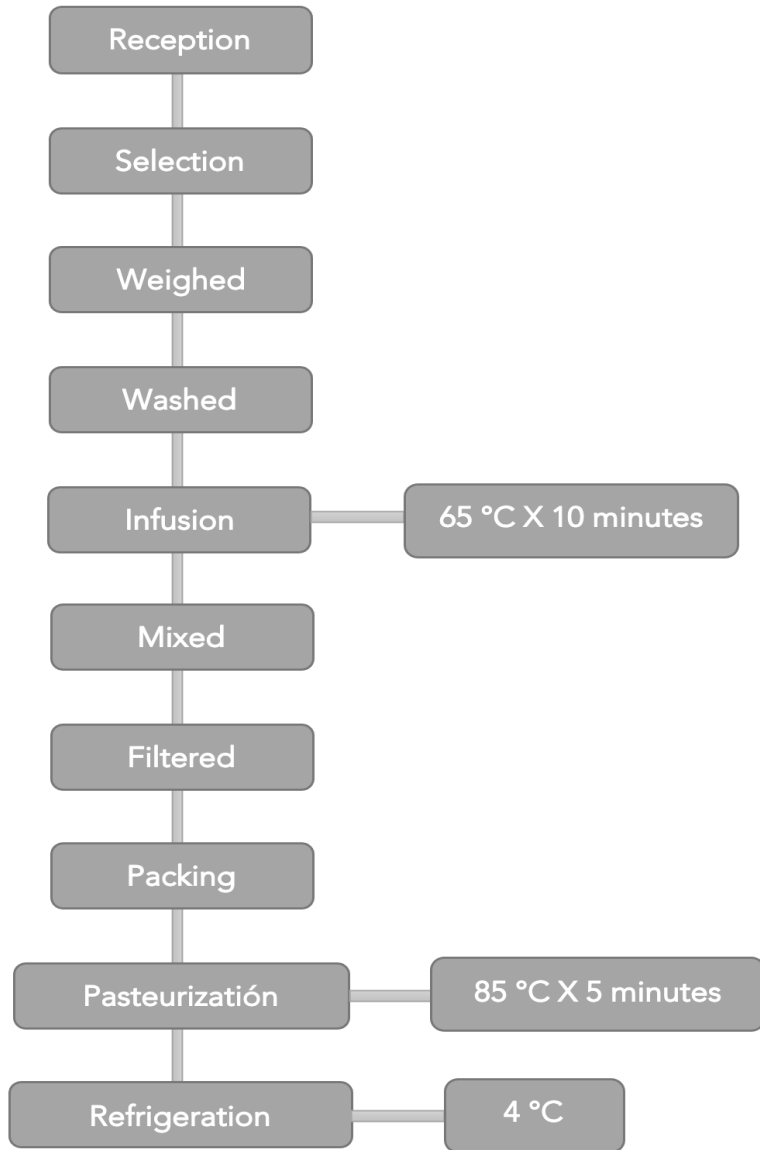 Reception
Selection
Weighed
Washed
Infusion
65 °C X 10 minutes
Mixed
Filtered
Packing
Pasteurizatión
85 °C X 5 minutes
Refrigeration
4 °C